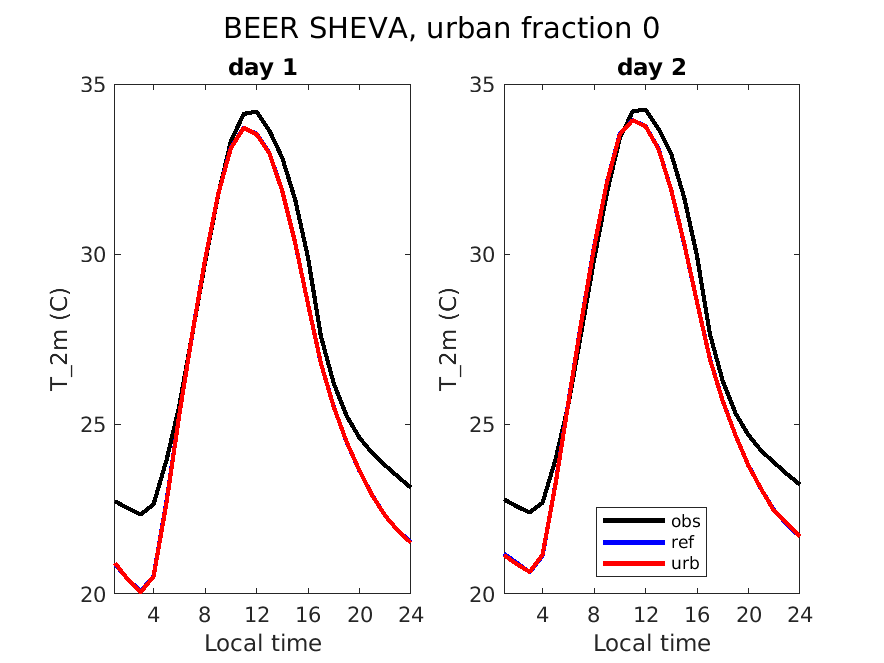 BEER SHEVA, urban fraction 0
day 1
35
30
25
20
T_2m (C)
4 8 12 16 20 24
Local time
day 2
35
30
25
20
T_2m (C)
obs
ref
urb
4 8 12 16 20 24
Local time